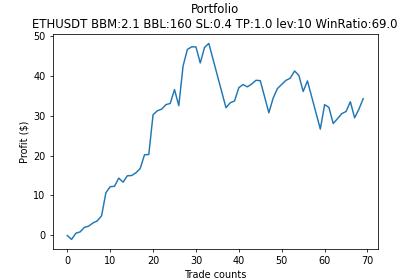 Portfolio
ETHUSDT BBM:2.1 BBL:160 SL:0.4 TP:1.0 lev:10 WinRatio:69.0
50
40
30
20
10
0
Profit ($)
0 10 20 30 40 50 60 70
Trade counts